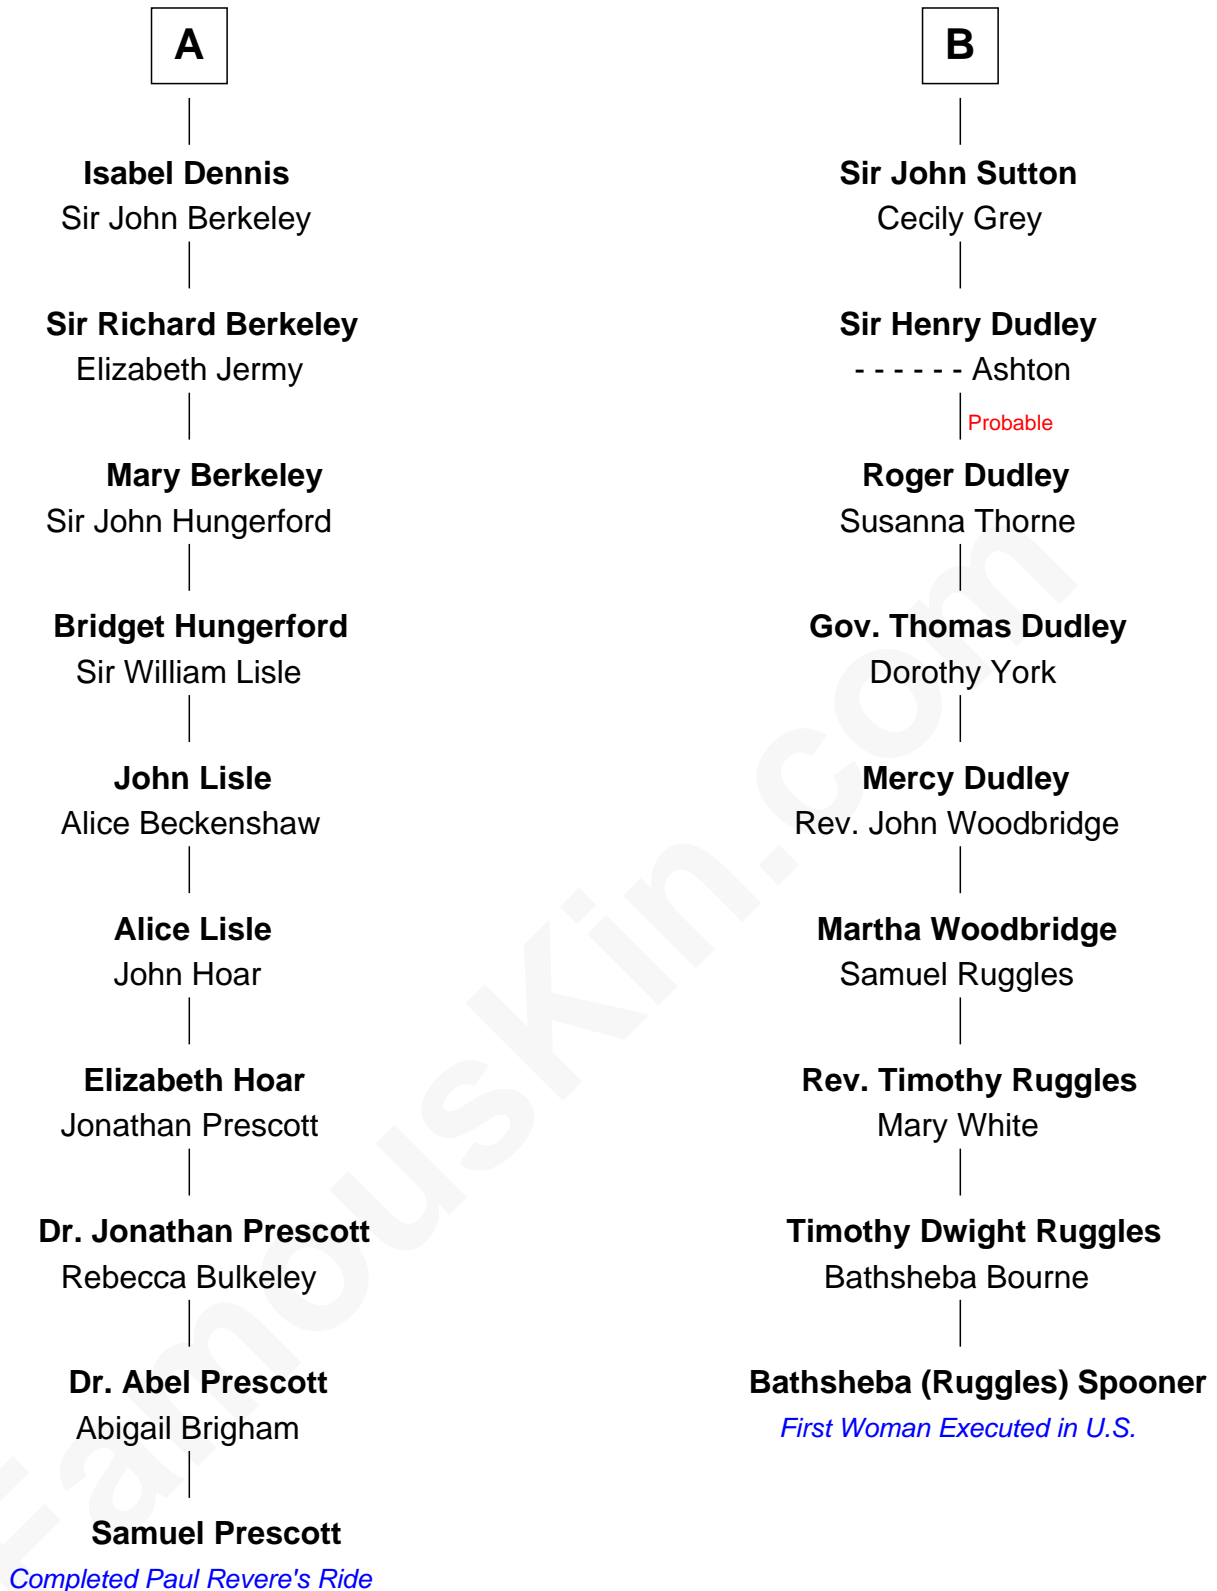 A
Isabel Dennis
Sir John Berkeley
Sir Richard Berkeley
Elizabeth Jermy
Mary Berkeley
Sir John Hungerford
Bridget Hungerford
Sir William Lisle
John Lisle
Alice Beckenshaw
Alice Lisle
John Hoar
Elizabeth Hoar
Jonathan Prescott
Dr. Jonathan Prescott
Rebecca Bulkeley
Dr. Abel Prescott
Abigail Brigham
Samuel Prescott
Completed Paul Revere's Ride
B
Sir John Sutton
Cecily Grey
Sir Henry Dudley
- - - - - - Ashton
Probable
Roger Dudley
Susanna Thorne
Gov. Thomas Dudley
Dorothy York
Mercy Dudley
Rev. John Woodbridge
Martha Woodbridge
Samuel Ruggles
Rev. Timothy Ruggles
Mary White
Timothy Dwight Ruggles
Bathsheba Bourne
Bathsheba (Ruggles) Spooner
First Woman Executed in U.S.
FamousKin.com